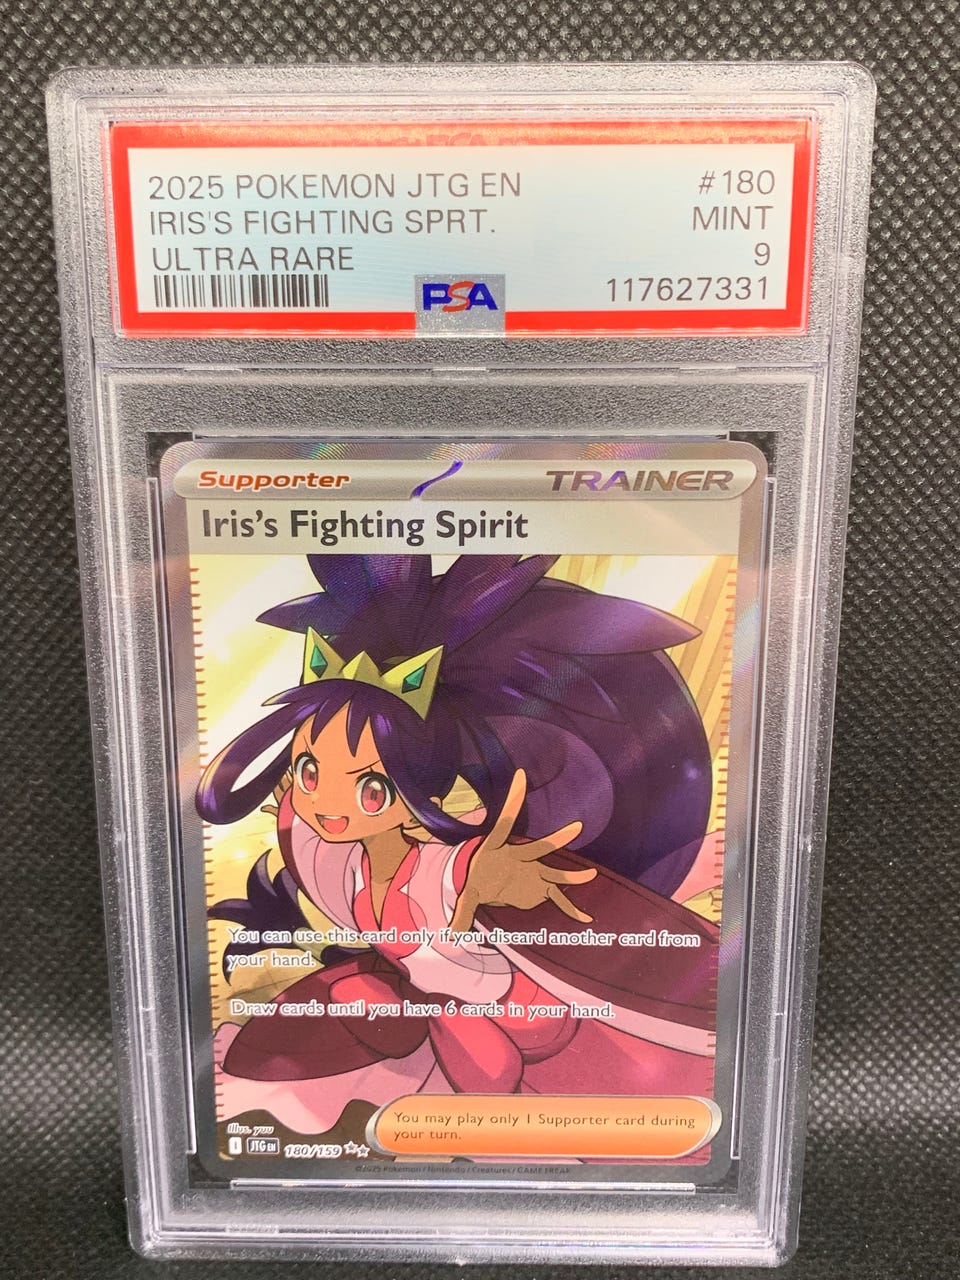 2025 POKEMON JTG EN #180
IRIS'S FIGHTING SPRT. MINT
ULTRA RARE 9
PSA 117627331
Supporter TRAINER
Iris's Fighting Spirit
You can use this card only if you discard another card from
your hand.
Draw cards until you have 6 cards in your hand.
Illus. yuu
I JTG EN 180/159
You may play only 1 Supporter card during
your turn.
©2025 Pokémon / Nintendo / Creatures / GAME FREAK